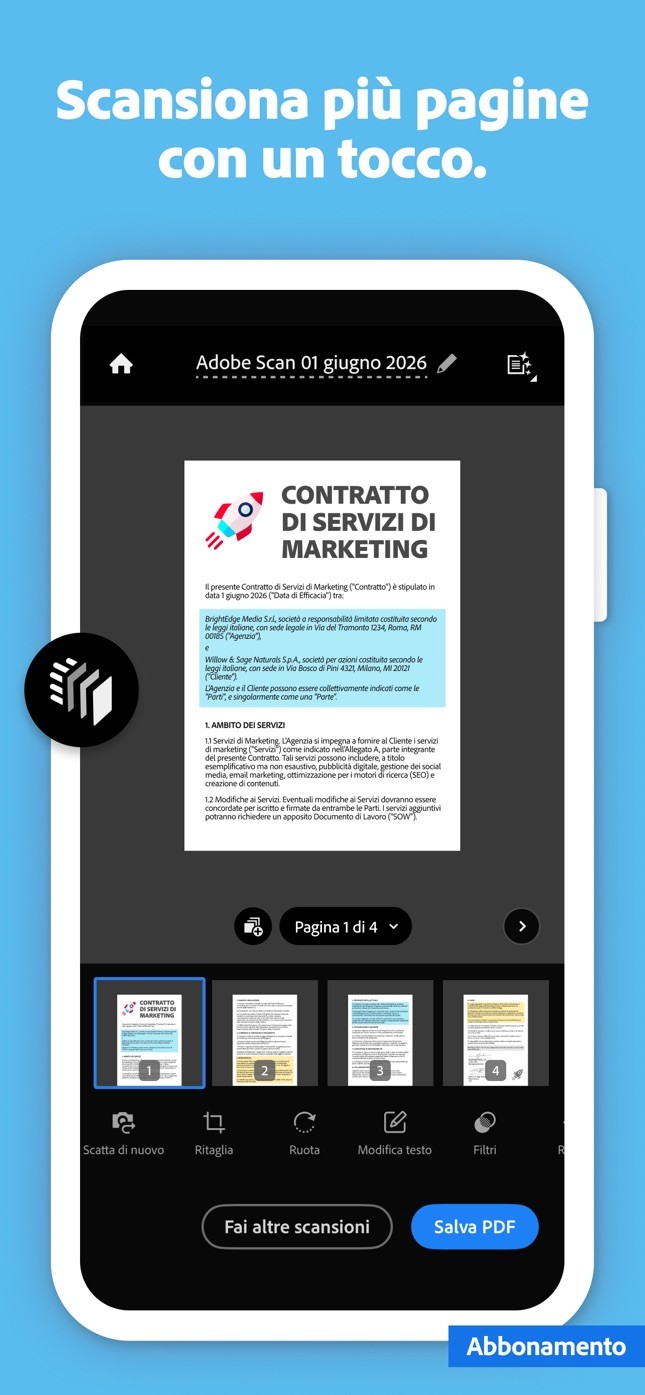 Scansiona più pagine
con un tocco.
Adobe Scan 01 giugno 2026
CONTRATTO
DI SERVIZI DI
MARKETING
Il presente Contratto di Servizi di Marketing ("Contratto") è stipulato in
data 1 giugno 2026 ("Data di Efficacia") tra:
BrightEdge Media S.r.l., società a responsabilità limitata costituita secondo
le leggi italiane, con sede legale in Via del Tramonto 1234, Roma, RM
00185 ("Agenzia"),
e
Willow & Sage Naturals S.p.A., società per azioni costituita secondo le
leggi italiane, con sede in Via Bosco di Pini 4321, Milano, MI 20121
("Cliente").
L'Agenzia e il Cliente possono essere collettivamente indicati come le
"Parti", e singolarmente come una "Parte".
1. AMBITO DEI SERVIZI
1.1 Servizi di Marketing. L'Agenzia si impegna a fornire al Cliente i servizi
di marketing ("Servizi") come indicato nell'Allegato A, parte integrante
del presente Contratto. Tali servizi possono includere, a titolo
esemplificativo ma non esaustivo, pubblicità digitale, gestione dei social
media, email marketing, ottimizzazione per i motori di ricerca (SEO) e
creazione di contenuti.
1.2 Modifiche ai Servizi. Eventuali modifiche ai Servizi dovranno essere
concordate per iscritto e firmate da entrambe le Parti. I servizi aggiuntivi
potranno richiedere un apposito Documento di Lavoro ("SOW").
Pagina 1 di 4
CONTRATTO
DI SERVIZI DI
MARKETING
1
2
3
4
Scatta di nuovo
Ritaglia
Ruota
Modifica testo
Filtri
Fai altre scansioni
Salva PDF
Abbonamento